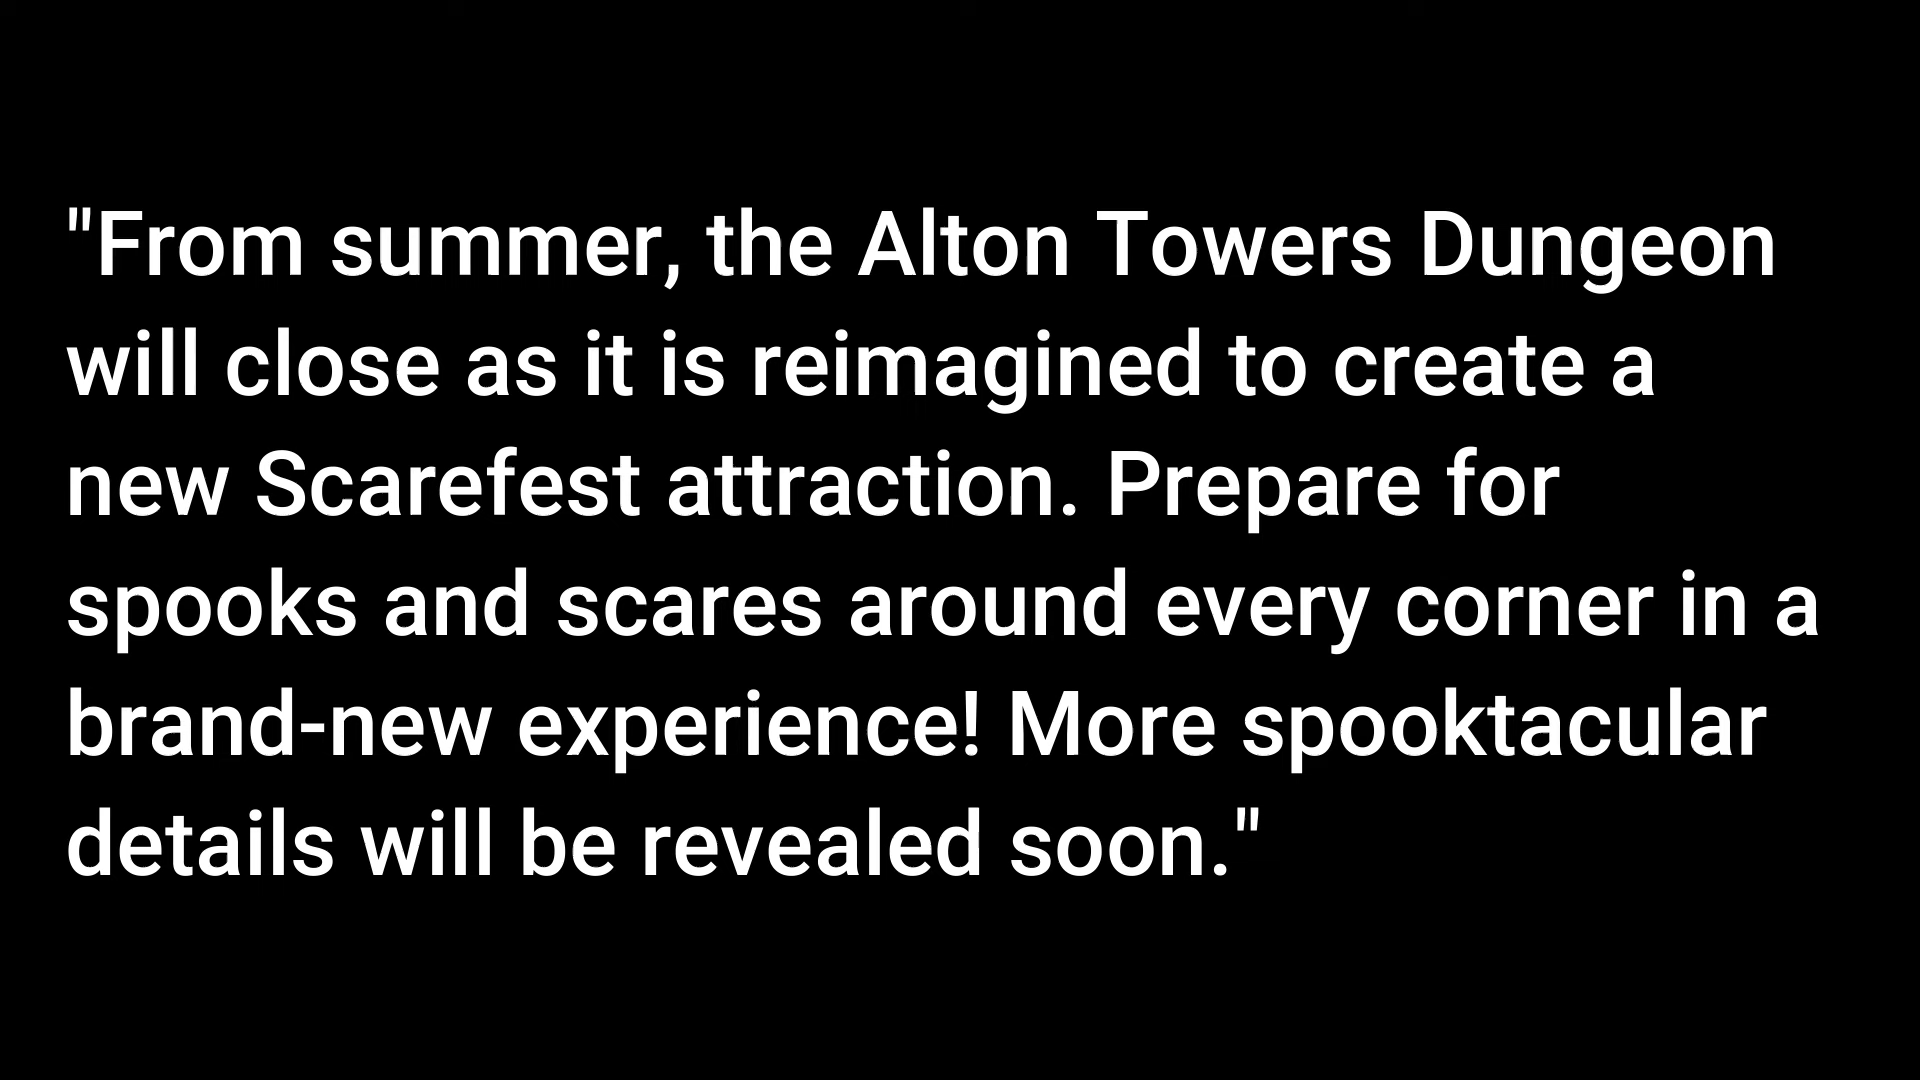 "From summer, the Alton Towers Dungeon
will close as it is reimagined to create a
new Scarefest attraction. Prepare for
spooks and scares around every corner in a
brand-new experience! More spooktacular
details will be revealed soon."